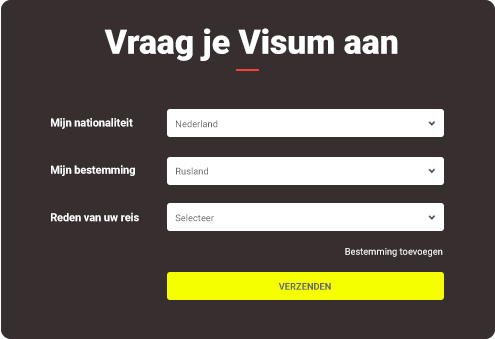 Vraag je Visum aan
Mijn nationaliteit
Nederland
Mijn bestemming
Rusland
Reden van uw reis
Selecteer
Bestemming toevoegen
VERZENDEN